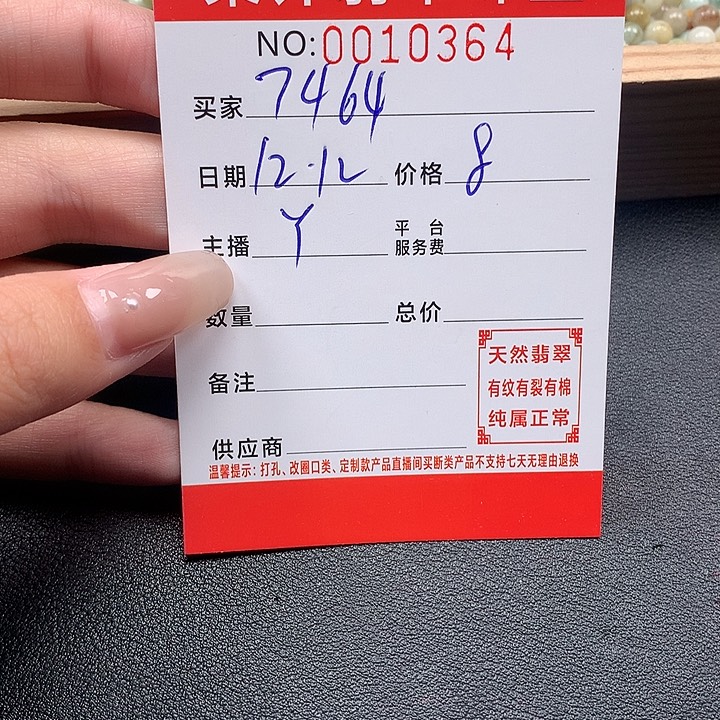 NO:0010364
买家 7464
日期 12.12 价格 8
主播 Y 平台服务费
数量 总价
天然翡翠
有纹有裂有棉
备注
纯属正常
供应商
温馨提示：打孔、改圈口类、定制款产品直播间买断类产品不支持七天无理由退换